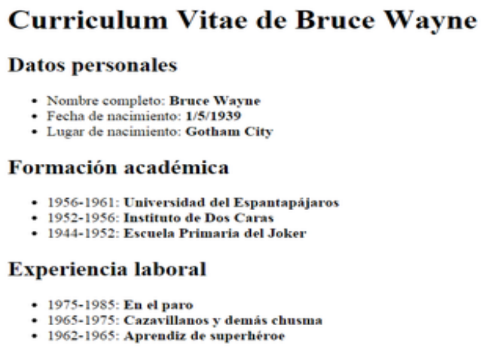 Curriculum Vitae de Bruce Wayne
Datos personales
• Nombre completo: Bruce Wayne
• Fecha de nacimiento: 1/5/1939
• Lugar de nacimiento: Gotham City
Formación académica
• 1956-1961: Universidad del Espantapájaros
• 1952-1956: Instituto de Dos Caras
• 1944-1952: Escuela Primaria del Joker
Experiencia laboral
• 1975-1985: En el paro
• 1965-1975: Cazavillanos y demás chusma
• 1962-1965: Aprendiz de superhéroe